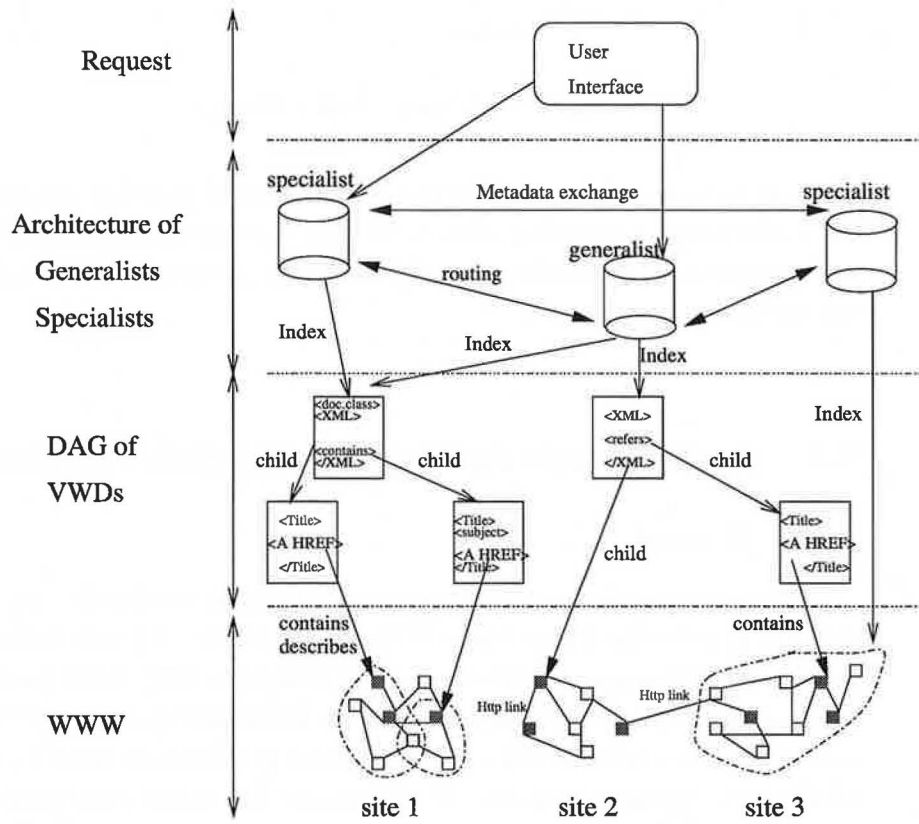 Request
User
Interface
Architecture of
Generalists
Specialists
specialist
Metadata exchange
specialist
generalist
routing
Index
Index
Index
Index
DAG of
VWDs
<doc.class>
<XML>
<contains>
</XML>
<XML>
<refers>
</XML>
child
child
child
child
<Title>
<A HREF>
</Title>
<Title>
<subject>
<A HREF>
</Title>
<Title>
<A HREF>
</Title>
WWW
contains
describes
contains
Http link
Http link
site 1
site 2
site 3